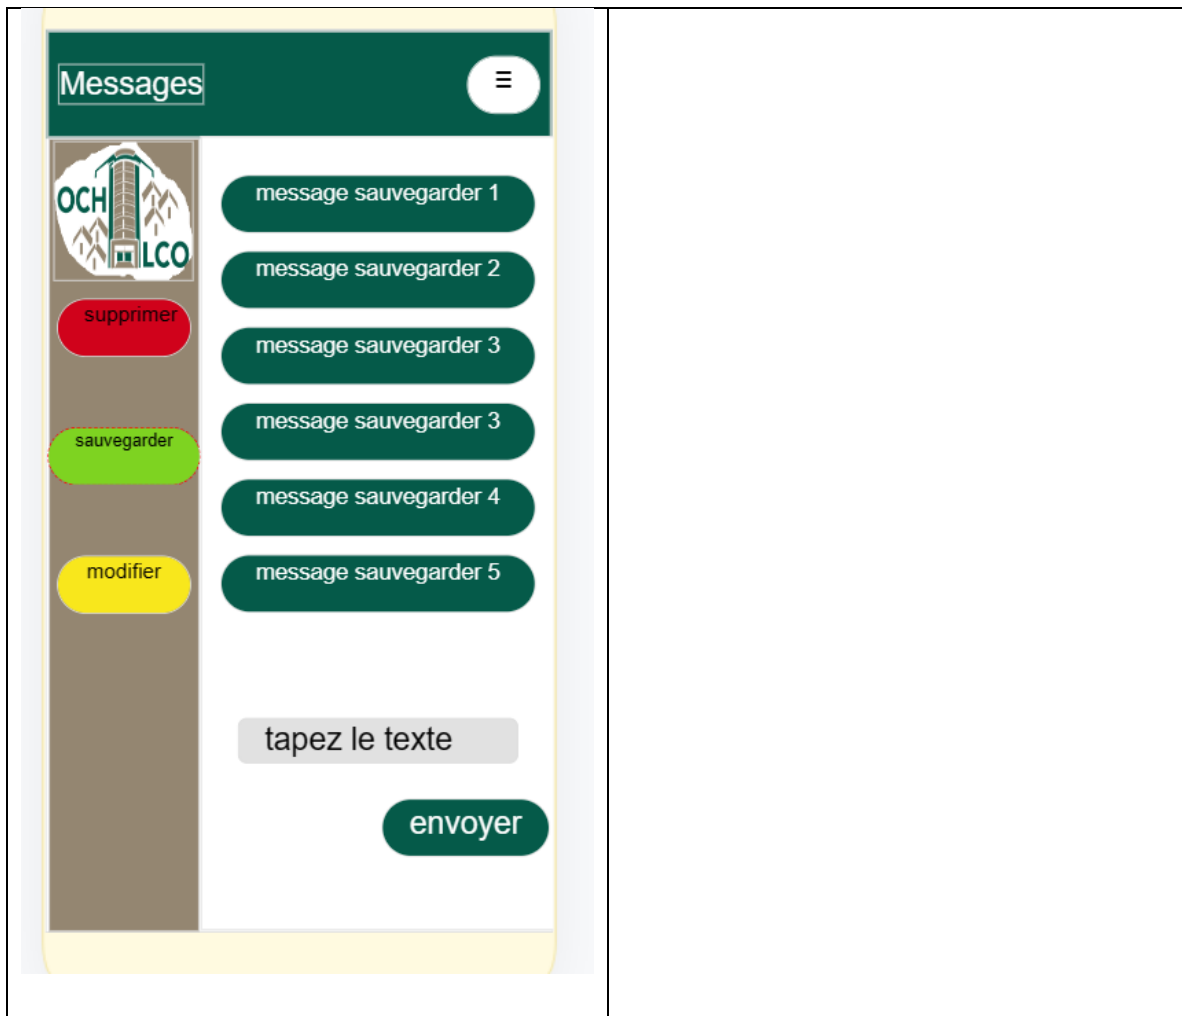 Messages
☰
OCH
LCO
supprimer
sauvegarder
modifier
message sauvegarder 1
message sauvegarder 2
message sauvegarder 3
message sauvegarder 3
message sauvegarder 4
message sauvegarder 5
tapez le texte
envoyer